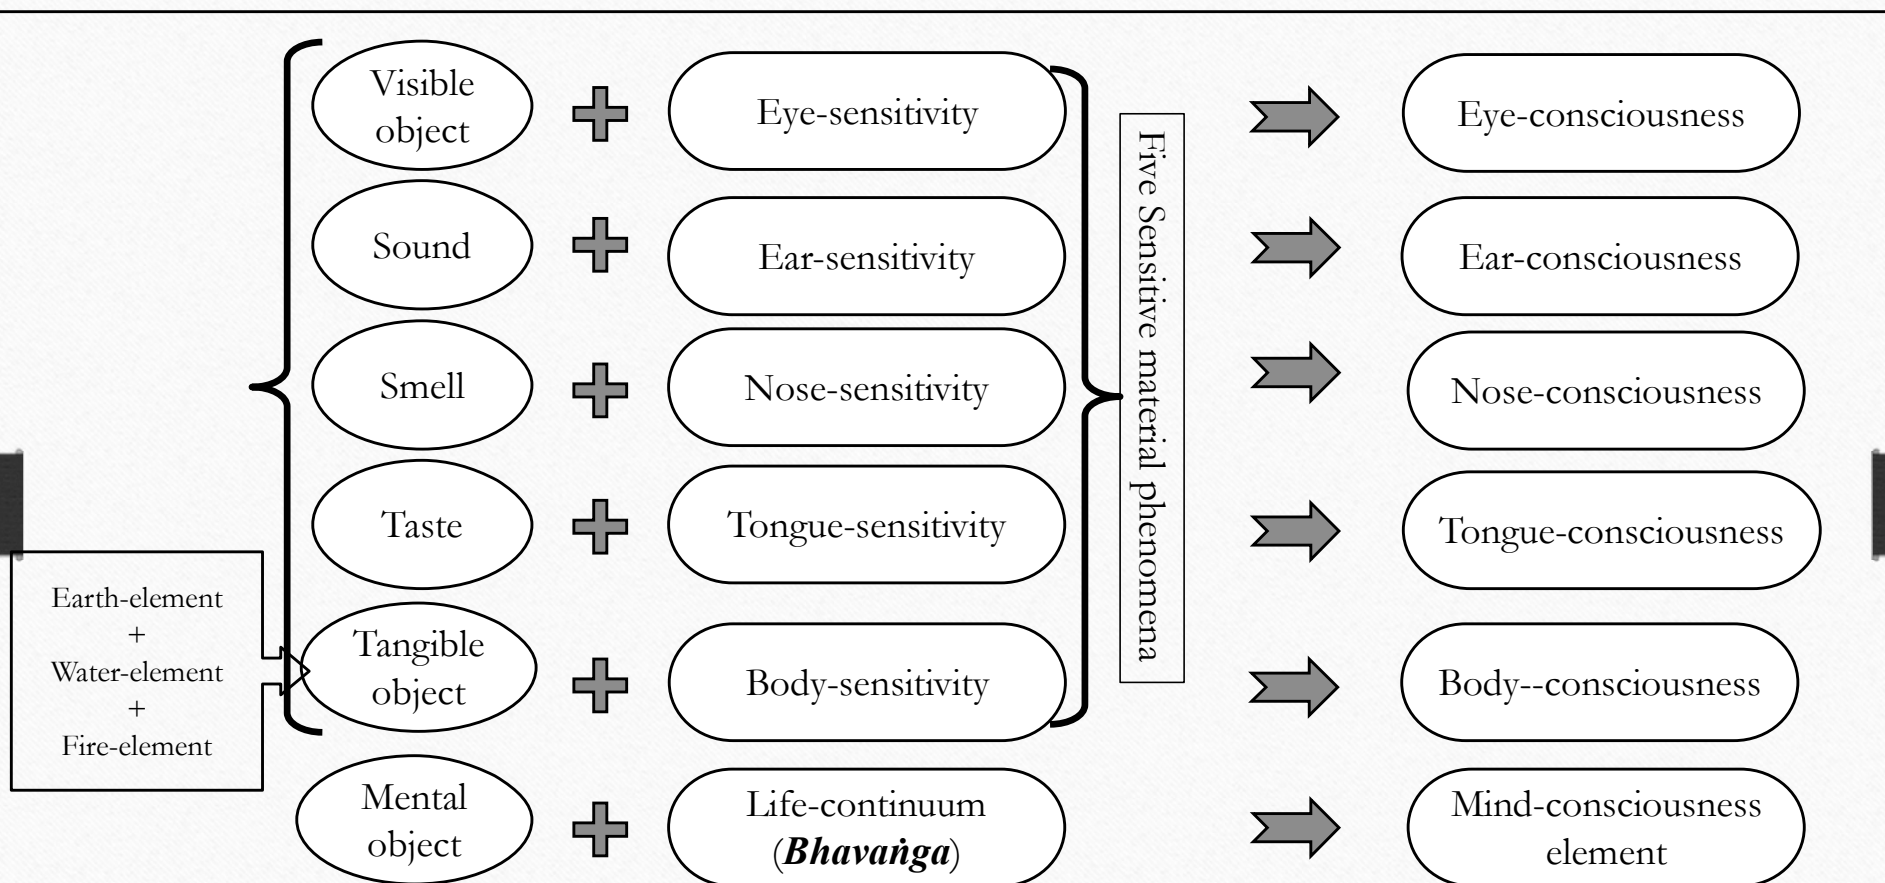 Visible
object
Eye-sensitivity
Eye-consciousness
Sound
Ear-sensitivity
Ear-consciousness
Smell
Nose-sensitivity
Nose-consciousness
Taste
Tongue-sensitivity
Tongue-consciousness
Tangible
object
Body-sensitivity
Body--consciousness
Mental
object
Life-continuum
(Bhavaṅga)
Mind-consciousness
element
Five Sensitive material phenomena
Earth-element
+
Water-element
+
Fire-element